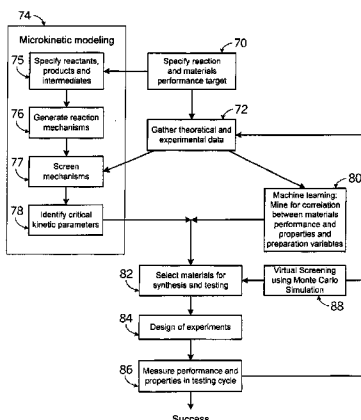 74
Microkinetic modeling
75
Specify reactants,
products and
intermediates
70
Specify reaction
and materials
performance target
76
Generate reaction
mechanisms
72
Gather theoretical and
experimental data
77
Screen
mechanisms
78
Identify critical
kinetic parameters
80
Machine learning:
Mine for correlation
between materials
performance and
properties and
preparation variables
82
Select materials for
synthesis and testing
Virtual Screening
using Monte Carlo
Simulation
88
84
Design of experiments
86
Measure performance and
properties in testing cycle
Success